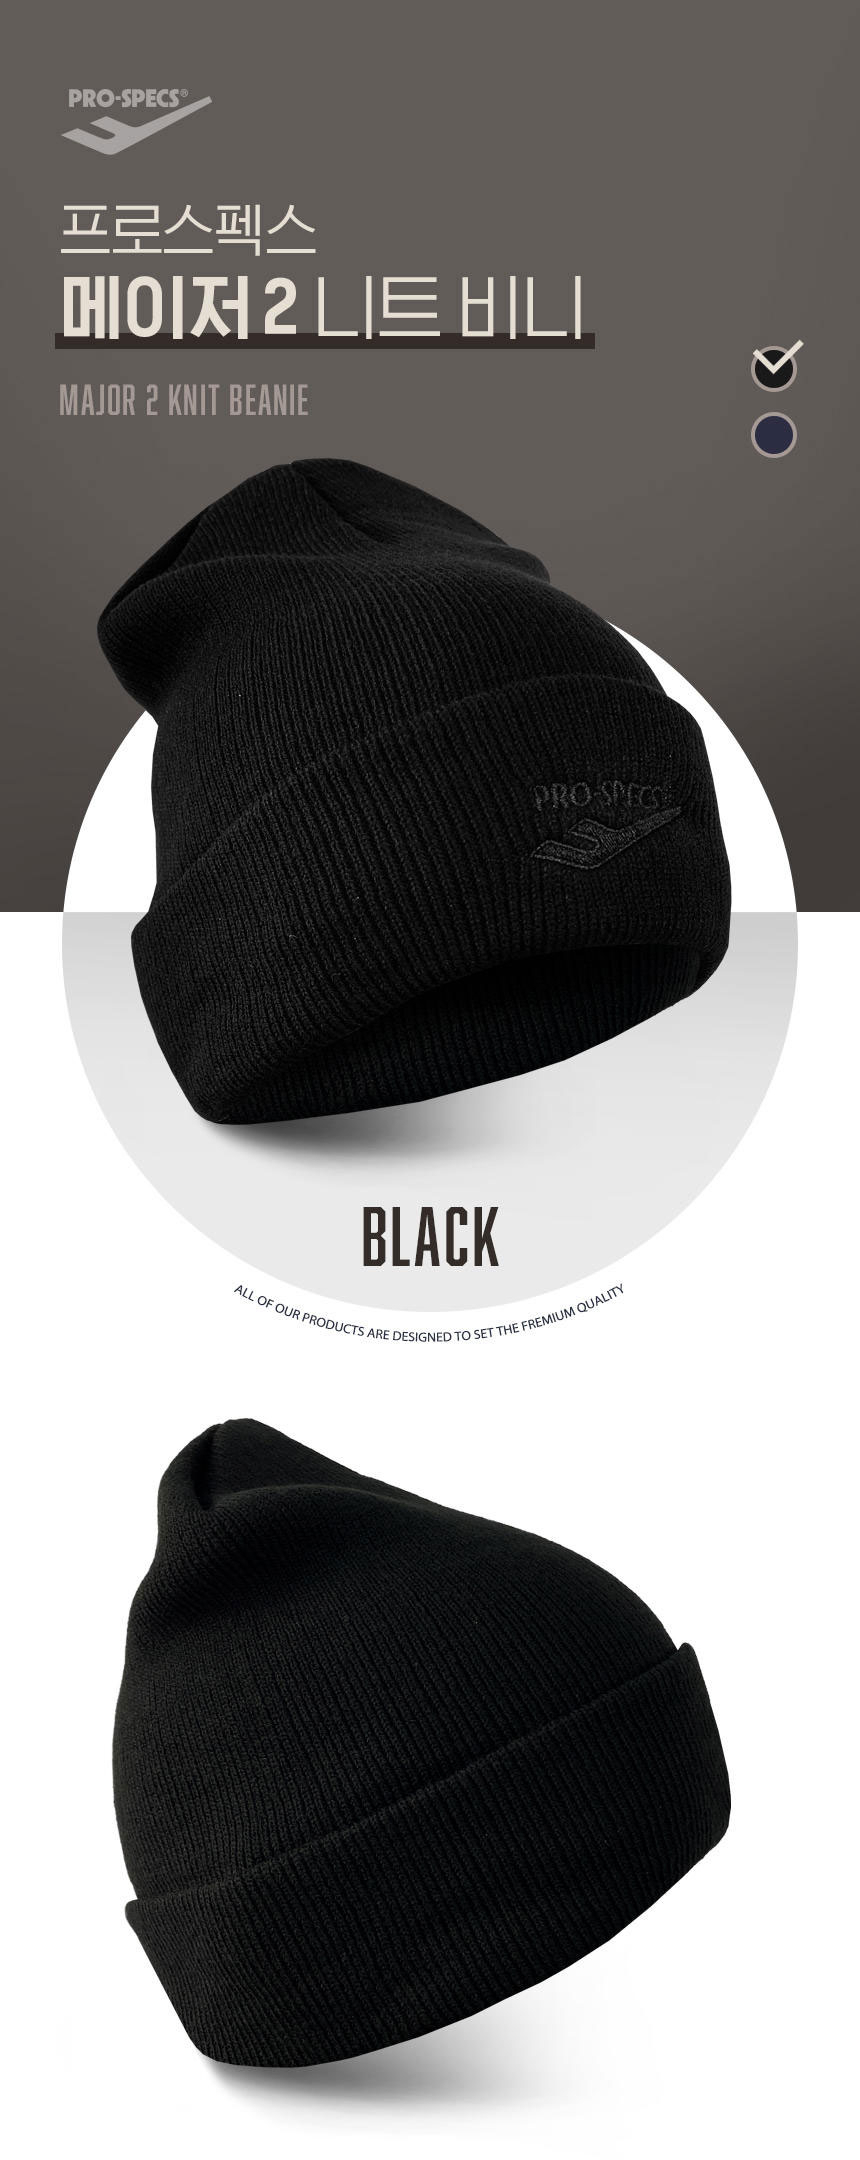 PRO-SPECS®
프로스펙스
메이저 2 니트 비니
MAJOR 2 KNIT BEANIE
PRO-SPECS
BLACK
ALL OF OUR PRODUCTS ARE DESIGNED TO SET THE FREMIUM QUALITY